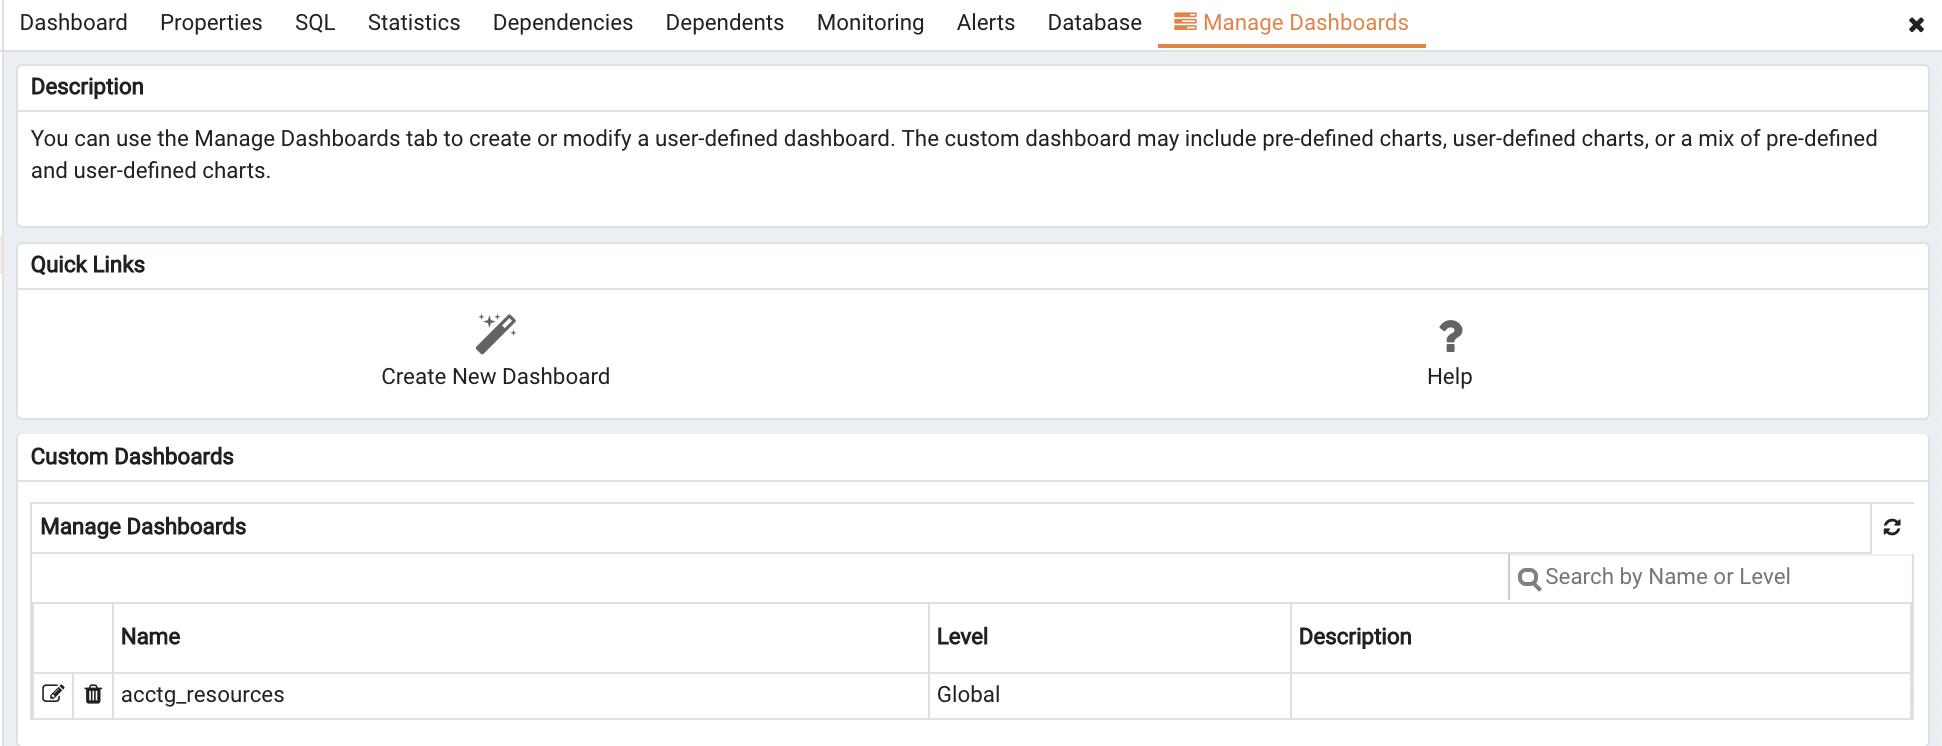 Dashboard Properties SQL Statistics Dependencies Dependents Monitoring Alerts Database Manage Dashboards
Description
You can use the Manage Dashboards tab to create or modify a user-defined dashboard. The custom dashboard may include pre-defined charts, user-defined charts, or a mix of pre-defined
and user-defined charts.
Quick Links
Create New Dashboard Help
Custom Dashboards
Manage Dashboards
Search by Name or Level
Name Level Description
acctg_resources Global